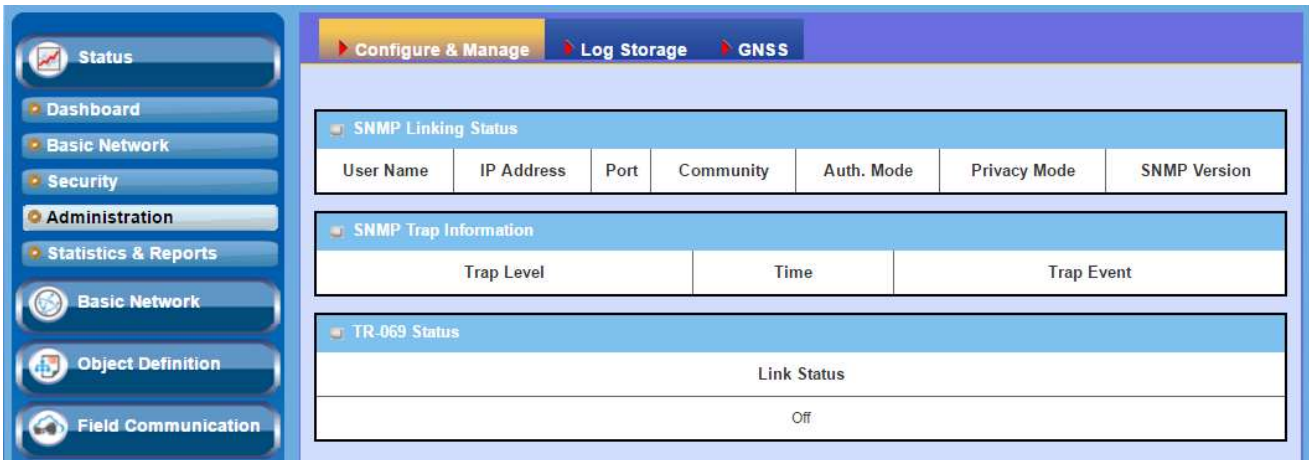 Status
Dashboard
Basic Network
Security
Administration
Statistics & Reports
Basic Network
Object Definition
Field Communication
Configure & Manage Log Storage GNSS
SNMP Linking Status
User Name IP Address Port Community Auth. Mode Privacy Mode SNMP Version
SNMP Trap Information
Trap Level Time Trap Event
TR-069 Status
Link Status
Off